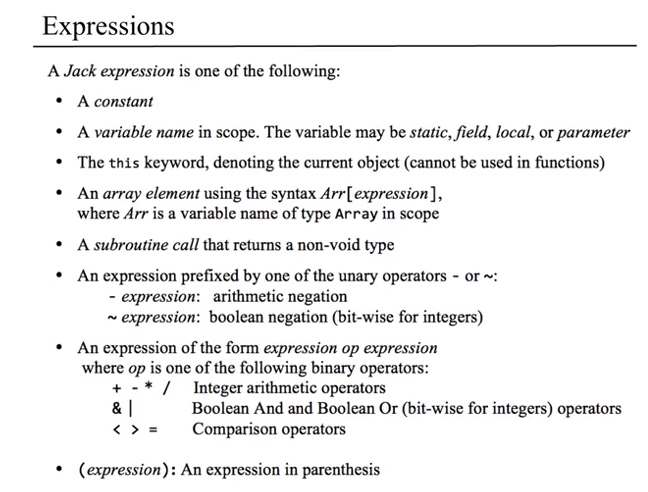 Expressions
A Jack expression is one of the following:
• A constant
• A variable name in scope. The variable may be static, field, local, or parameter
• The this keyword, denoting the current object (cannot be used in functions)
• An array element using the syntax Arr[expression],
where Arr is a variable name of type Array in scope
• A subroutine call that returns a non-void type
• An expression prefixed by one of the unary operators - or ~:
- expression: arithmetic negation
~ expression: boolean negation (bit-wise for integers)
• An expression of the form expression op expression
where op is one of the following binary operators:
+ - * / Integer arithmetic operators
& | Boolean And and Boolean Or (bit-wise for integers) operators
< > = Comparison operators
• (expression): An expression in parenthesis